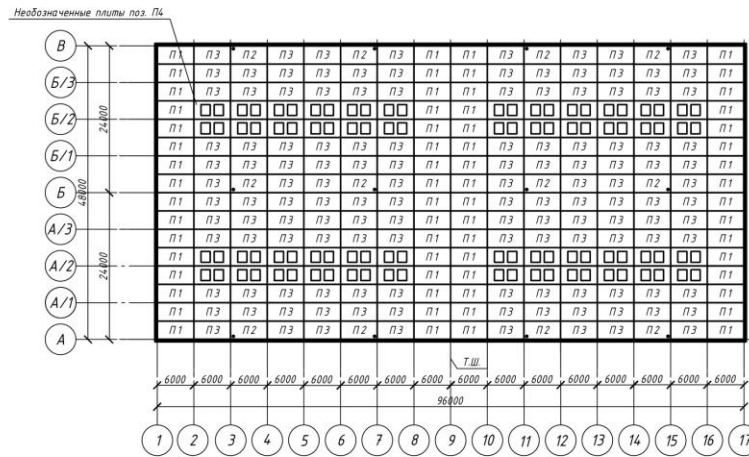 Необозначенные плиты поз. П4
В П1 П3 П2 П3 П3 П2 П3 П1 П1 П3 П2 П3 П3 П2 П3 П1
П1 П3 П3 П3 П3 П3 П3 П1 П1 П3 П3 П3 П3 П3 П3 П1
Б/3
П1 П3 П3 П3 П3 П3 П3 П1 П1 П3 П3 П3 П3 П3 П3 П1
П1 П1 П1 П1
Б/2
24000
П1 П1 П1 П1
П1 П3 П3 П3 П3 П3 П3 П1 П1 П3 П3 П3 П3 П3 П3 П1
Б/1
П1 П3 П3 П3 П3 П3 П3 П1 П1 П3 П3 П3 П3 П3 П3 П1
П1 П3 П2 П3 П3 П2 П3 П1 П1 П3 П2 П3 П3 П2 П3 П1
Б
48000
П1 П3 П3 П3 П3 П3 П3 П1 П1 П3 П3 П3 П3 П3 П3 П1
П1 П3 П3 П3 П3 П3 П3 П1 П1 П3 П3 П3 П3 П3 П3 П1
А/3
П1 П3 П3 П3 П3 П3 П3 П1 П1 П3 П3 П3 П3 П3 П3 П1
П1 П1 П1 П1
А/2
24000
П1 П1 П1 П1
П1 П3 П3 П3 П3 П3 П3 П1 П1 П3 П3 П3 П3 П3 П3 П1
А/1
П1 П3 П3 П3 П3 П3 П3 П1 П1 П3 П3 П3 П3 П3 П3 П1
П1 П3 П2 П3 П3 П2 П3 П1 П1 П3 П2 П3 П3 П2 П3 П1
А
Т.Ш.
6000 6000 6000 6000 6000 6000 6000 6000 6000 6000 6000 6000 6000 6000 6000 6000
96000
1 2 3 4 5 6 7 8 9 10 11 12 13 14 15 16 17